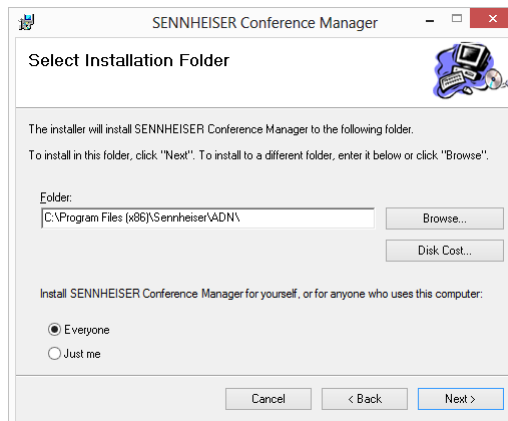 SENNHEISER Conference Manager
Select Installation Folder
The installer will install SENNHEISER Conference Manager to the following folder.
To install in this folder, click "Next". To install to a different folder, enter it below or click "Browse".
Folder:
C:\Program Files (x86)\Sennheiser\ADN\
Browse...
Disk Cost...
Install SENNHEISER Conference Manager for yourself, or for anyone who uses this computer:
Everyone
Just me
Cancel
< Back
Next >